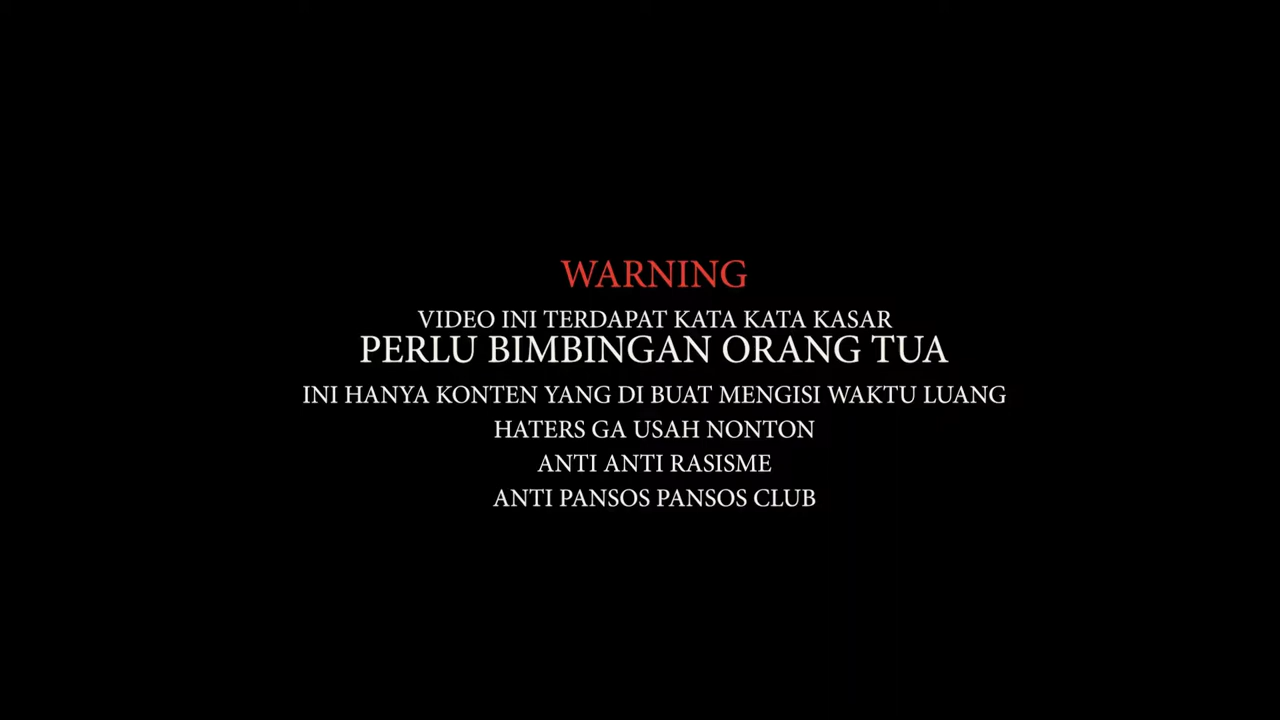 WARNING
VIDEO INI TERDAPAT KATA KATA KASAR
PERLU BIMBINGAN ORANG TUA
INI HANYA KONTEN YANG DI BUAT MENGISI WAKTU LUANG
HATERS GA USAH NONTON
ANTI ANTI RASISME
ANTI PANSOS PANSOS CLUB